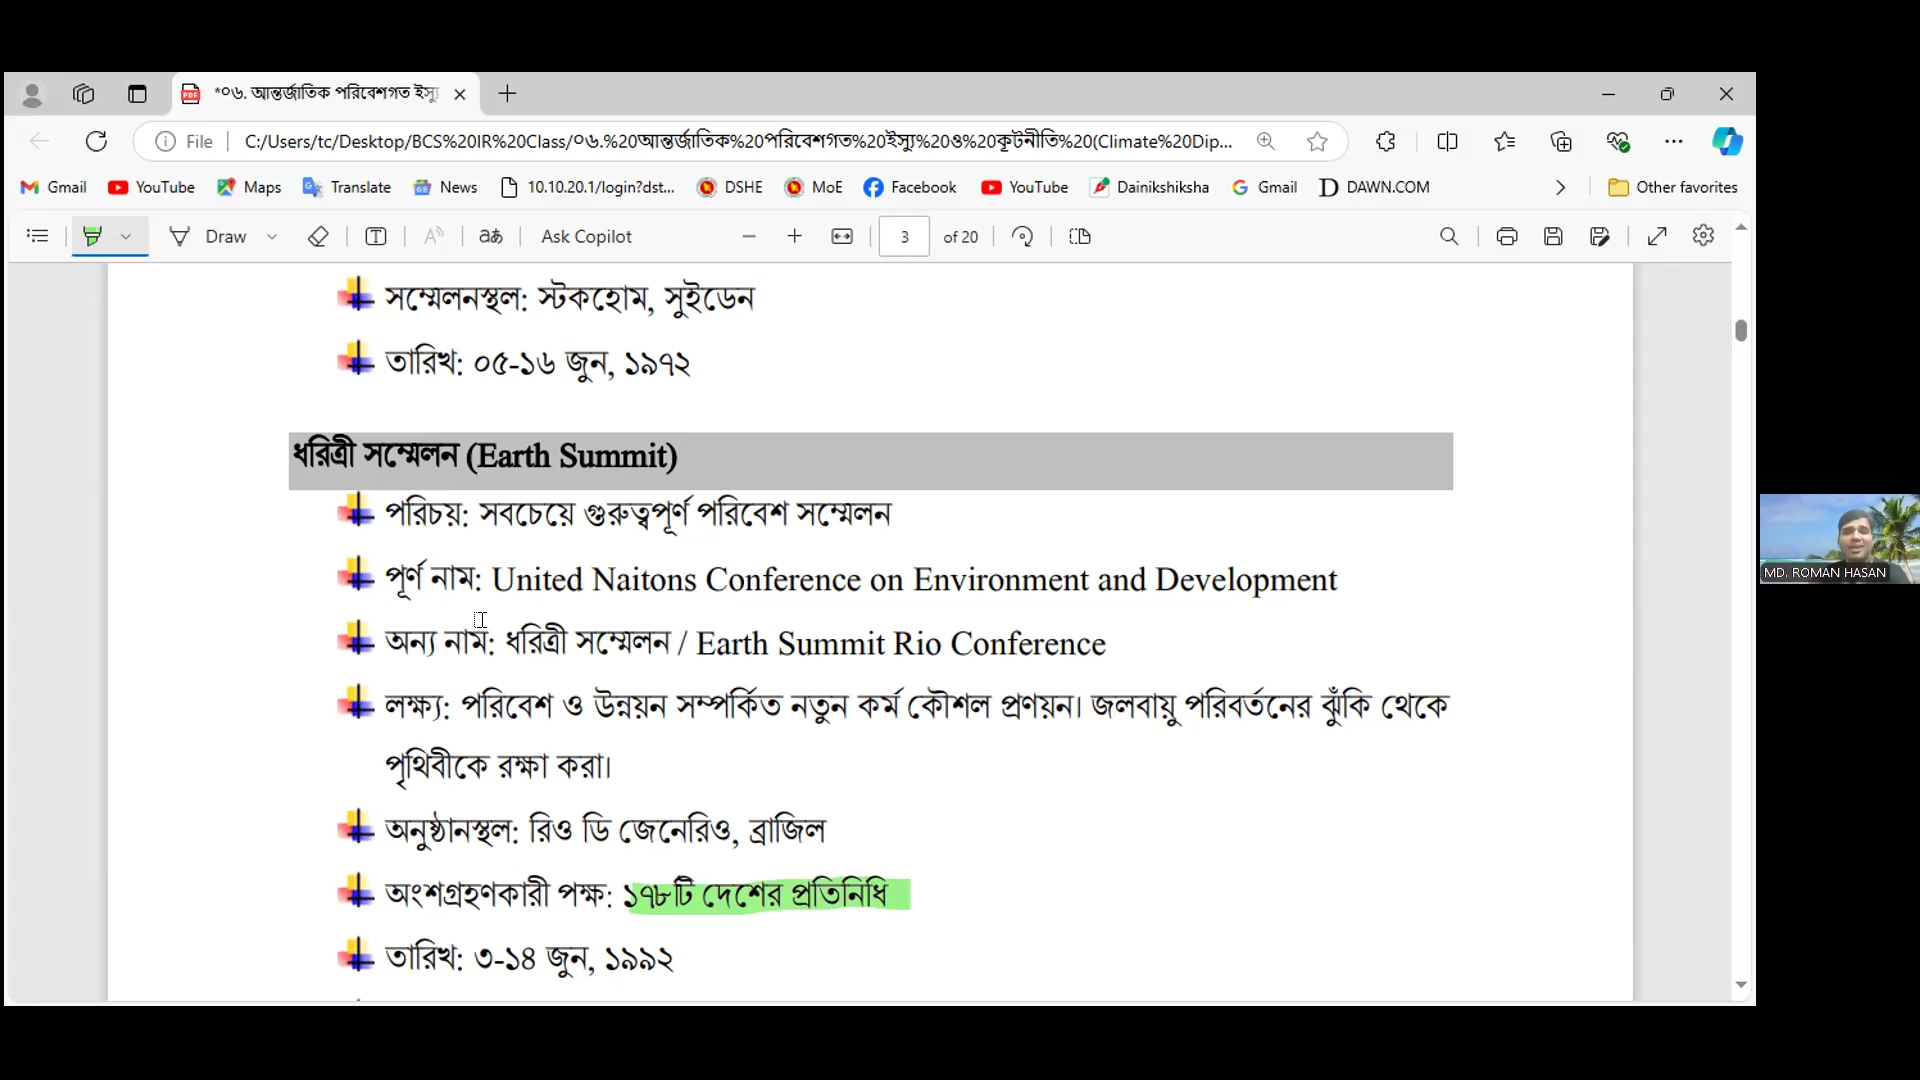 *০৬. আন্তর্জাতিক পরিবেশগত ইস্যু
File
C:/Users/tc/Desktop/BCS%20IR%20Class/০৬.%20আন্তর্জাতিক%20পরিবেশগত%20ইস্যু%20ও%20কূটনীতি%20(Climate%20Dip...
Gmail YouTube Maps Translate News 10.10.20.1/login?dst... DSHE MoE Facebook YouTube Dainikshiksha Gmail DAWN.COM Other favorites
Draw Ask Copilot 3 of 20
সম্মেলনস্থল: স্টকহোম, সুইডেন
তারিখ: ০৫-১৬ জুন, ১৯৭২
ধরিত্রী সম্মেলন (Earth Summit)
পরিচয়: সবচেয়ে গুরুত্বপূর্ণ পরিবেশ সম্মেলন
পূর্ণ নাম: United Naitons Conference on Environment and Development
অন্য নাম: ধরিত্রী সম্মেলন / Earth Summit Rio Conference
লক্ষ্য: পরিবেশ ও উন্নয়ন সম্পর্কিত নতুন কর্ম কৌশল প্রণয়ন। জলবায়ু পরিবর্তনের ঝুঁকি থেকে
পৃথিবীকে রক্ষা করা।
অনুষ্ঠানস্থল: রিও ডি জেনেরিও, ব্রাজিল
অংশগ্রহণকারী পক্ষ: ১৭৮টি দেশের প্রতিনিধি
তারিখ: ৩-১৪ জুন, ১৯৯২
MD. ROMAN HASAN